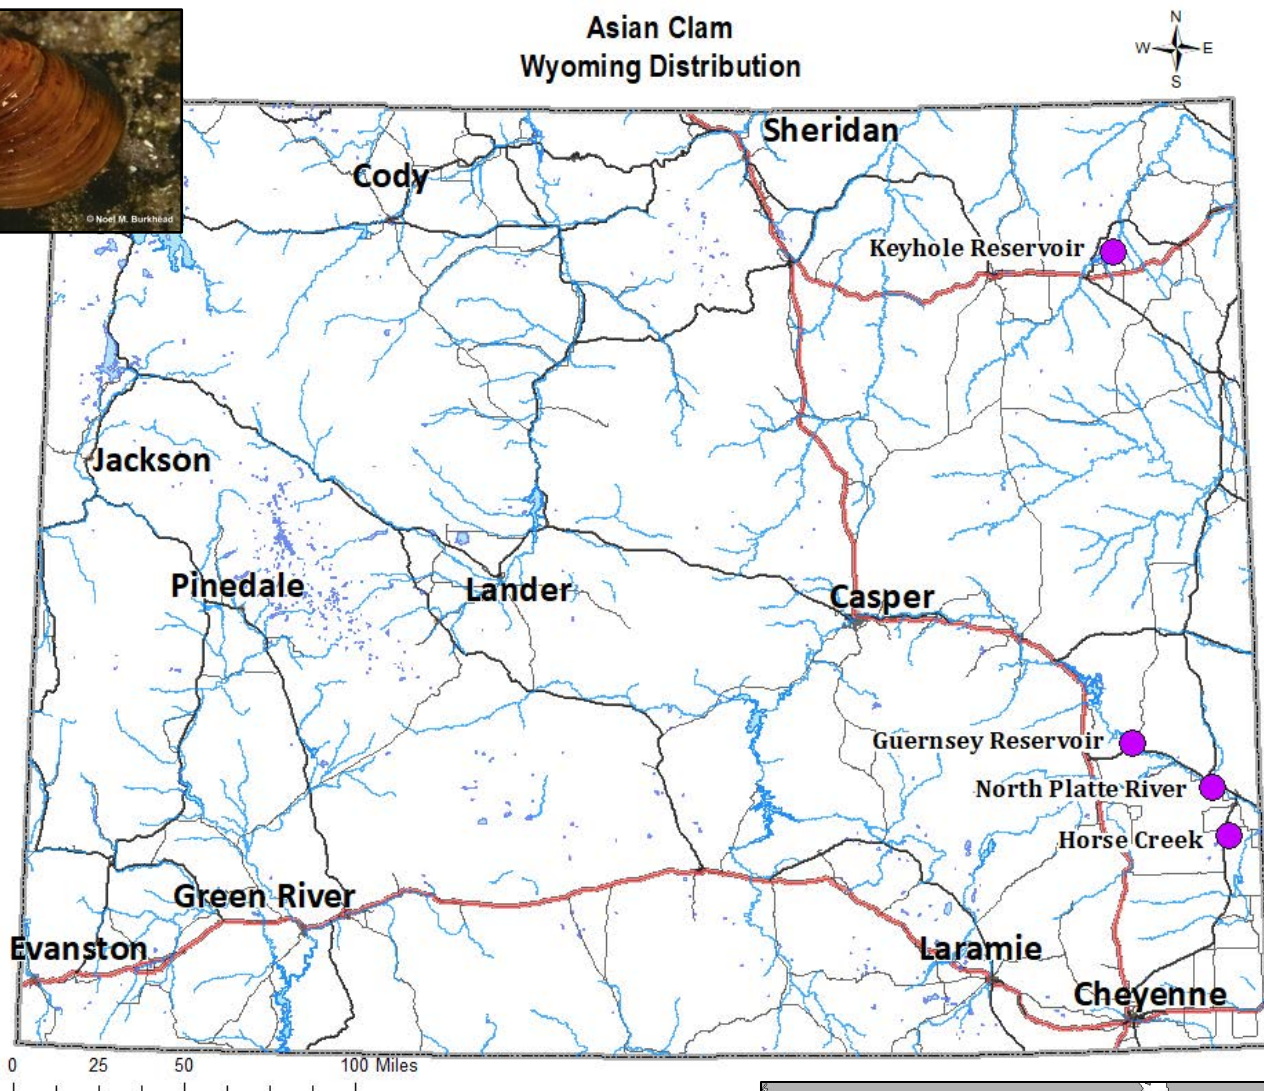 Asian Clam
Wyoming Distribution
N
W E
S
© Noel M. Burkhead
Sheridan
Cody
Keyhole Reservoir
Jackson
Pinedale
Lander
Casper
Guernsey Reservoir
North Platte River
Horse Creek
Green River
Evanston
Laramie
Cheyenne
0 25 50 100 Miles